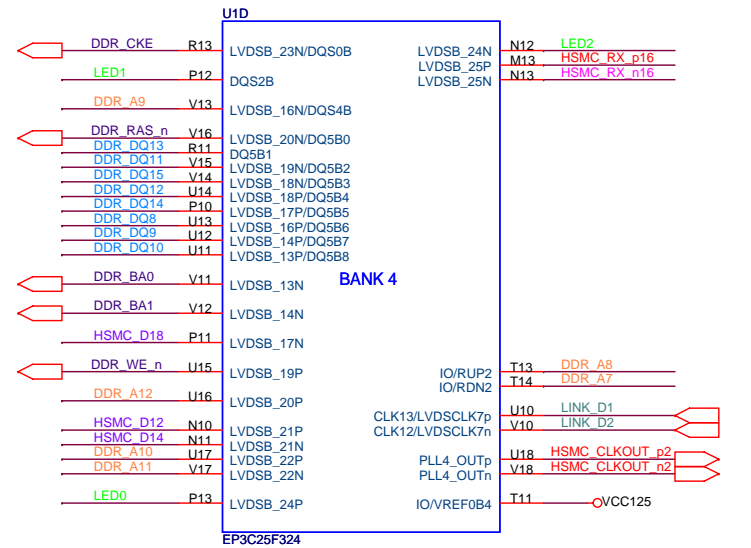 U1D
DDR_CKE R13 LVDSB_23N/DQS0B LVDSB_24N N12 LED2
LVDSB_25P M13 HSMC_RX_p16
LED1 P12 DQS2B LVDSB_25N N13 HSMC_RX_n16
DDR_A9 V13 LVDSB_16N/DQS4B
DDR_RAS_n V16 LVDSB_20N/DQ5B0
DDR_DQ13 R11 DQ5B1
DDR_DQ11 V15 LVDSB_19N/DQ5B2
DDR_DQ15 V14 LVDSB_18N/DQ5B3
DDR_DQ12 U14 LVDSB_18P/DQ5B4
DDR_DQ14 P10 LVDSB_17P/DQ5B5
DDR_DQ8 U13 LVDSB_16P/DQ5B6
DDR_DQ9 U12 LVDSB_14P/DQ5B7
DDR_DQ10 U11 LVDSB_13P/DQ5B8
DDR_BA0 V11 LVDSB_13N BANK 4
DDR_BA1 V12 LVDSB_14N
HSMC_D18 P11 LVDSB_17N
DDR_WE_n U15 LVDSB_19P IO/RUP2 T13 DDR_A8
IO/RDN2 T14 DDR_A7
DDR_A12 U16 LVDSB_20P
CLK13/LVDSCLK7p U10 LINK_D1
HSMC_D12 N10 LVDSB_21P CLK12/LVDSCLK7n V10 LINK_D2
HSMC_D14 N11 LVDSB_21N
DDR_A10 U17 LVDSB_22P PLL4_OUTp U18 HSMC_CLKOUT_p2
DDR_A11 V17 LVDSB_22N PLL4_OUTn V18 HSMC_CLKOUT_n2
LED0 P13 LVDSB_24P IO/VREF0B4 T11 VCC125
EP3C25F324